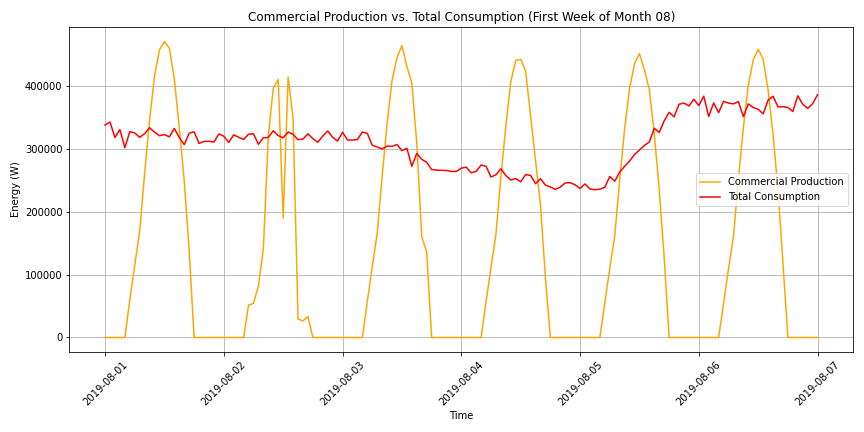 Commercial Production vs. Total Consumption (First Week of Month 08)
400000
300000
200000
100000
0
Energy (W)
Commercial Production
Total Consumption
2019-08-01
2019-08-02
2019-08-03
2019-08-04
2019-08-05
2019-08-06
2019-08-07
Time